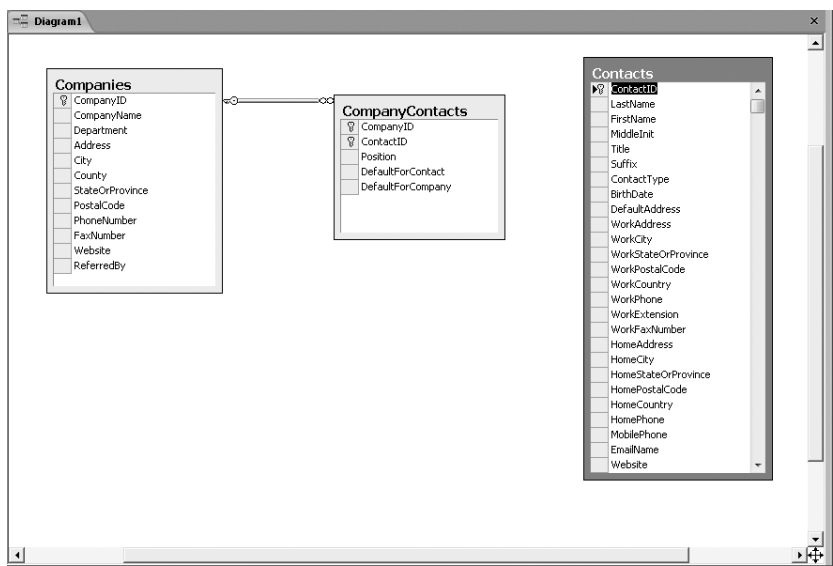 Diagram1
Companies
CompanyID
CompanyName
Department
Address
City
County
StateOrProvince
PostalCode
PhoneNumber
FaxNumber
Website
ReferredBy
CompanyContacts
CompanyID
ContactID
Position
DefaultForContact
DefaultForCompany
Contacts
ContactID
LastName
FirstName
MiddleInit
Title
Suffix
ContactType
BirthDate
DefaultAddress
WorkAddress
WorkCity
WorkStateOrProvince
WorkPostalCode
WorkCountry
WorkPhone
WorkExtension
WorkFaxNumber
HomeAddress
HomeCity
HomeStateOrProvince
HomePostalCode
HomeCountry
HomePhone
MobilePhone
EmailName
Website